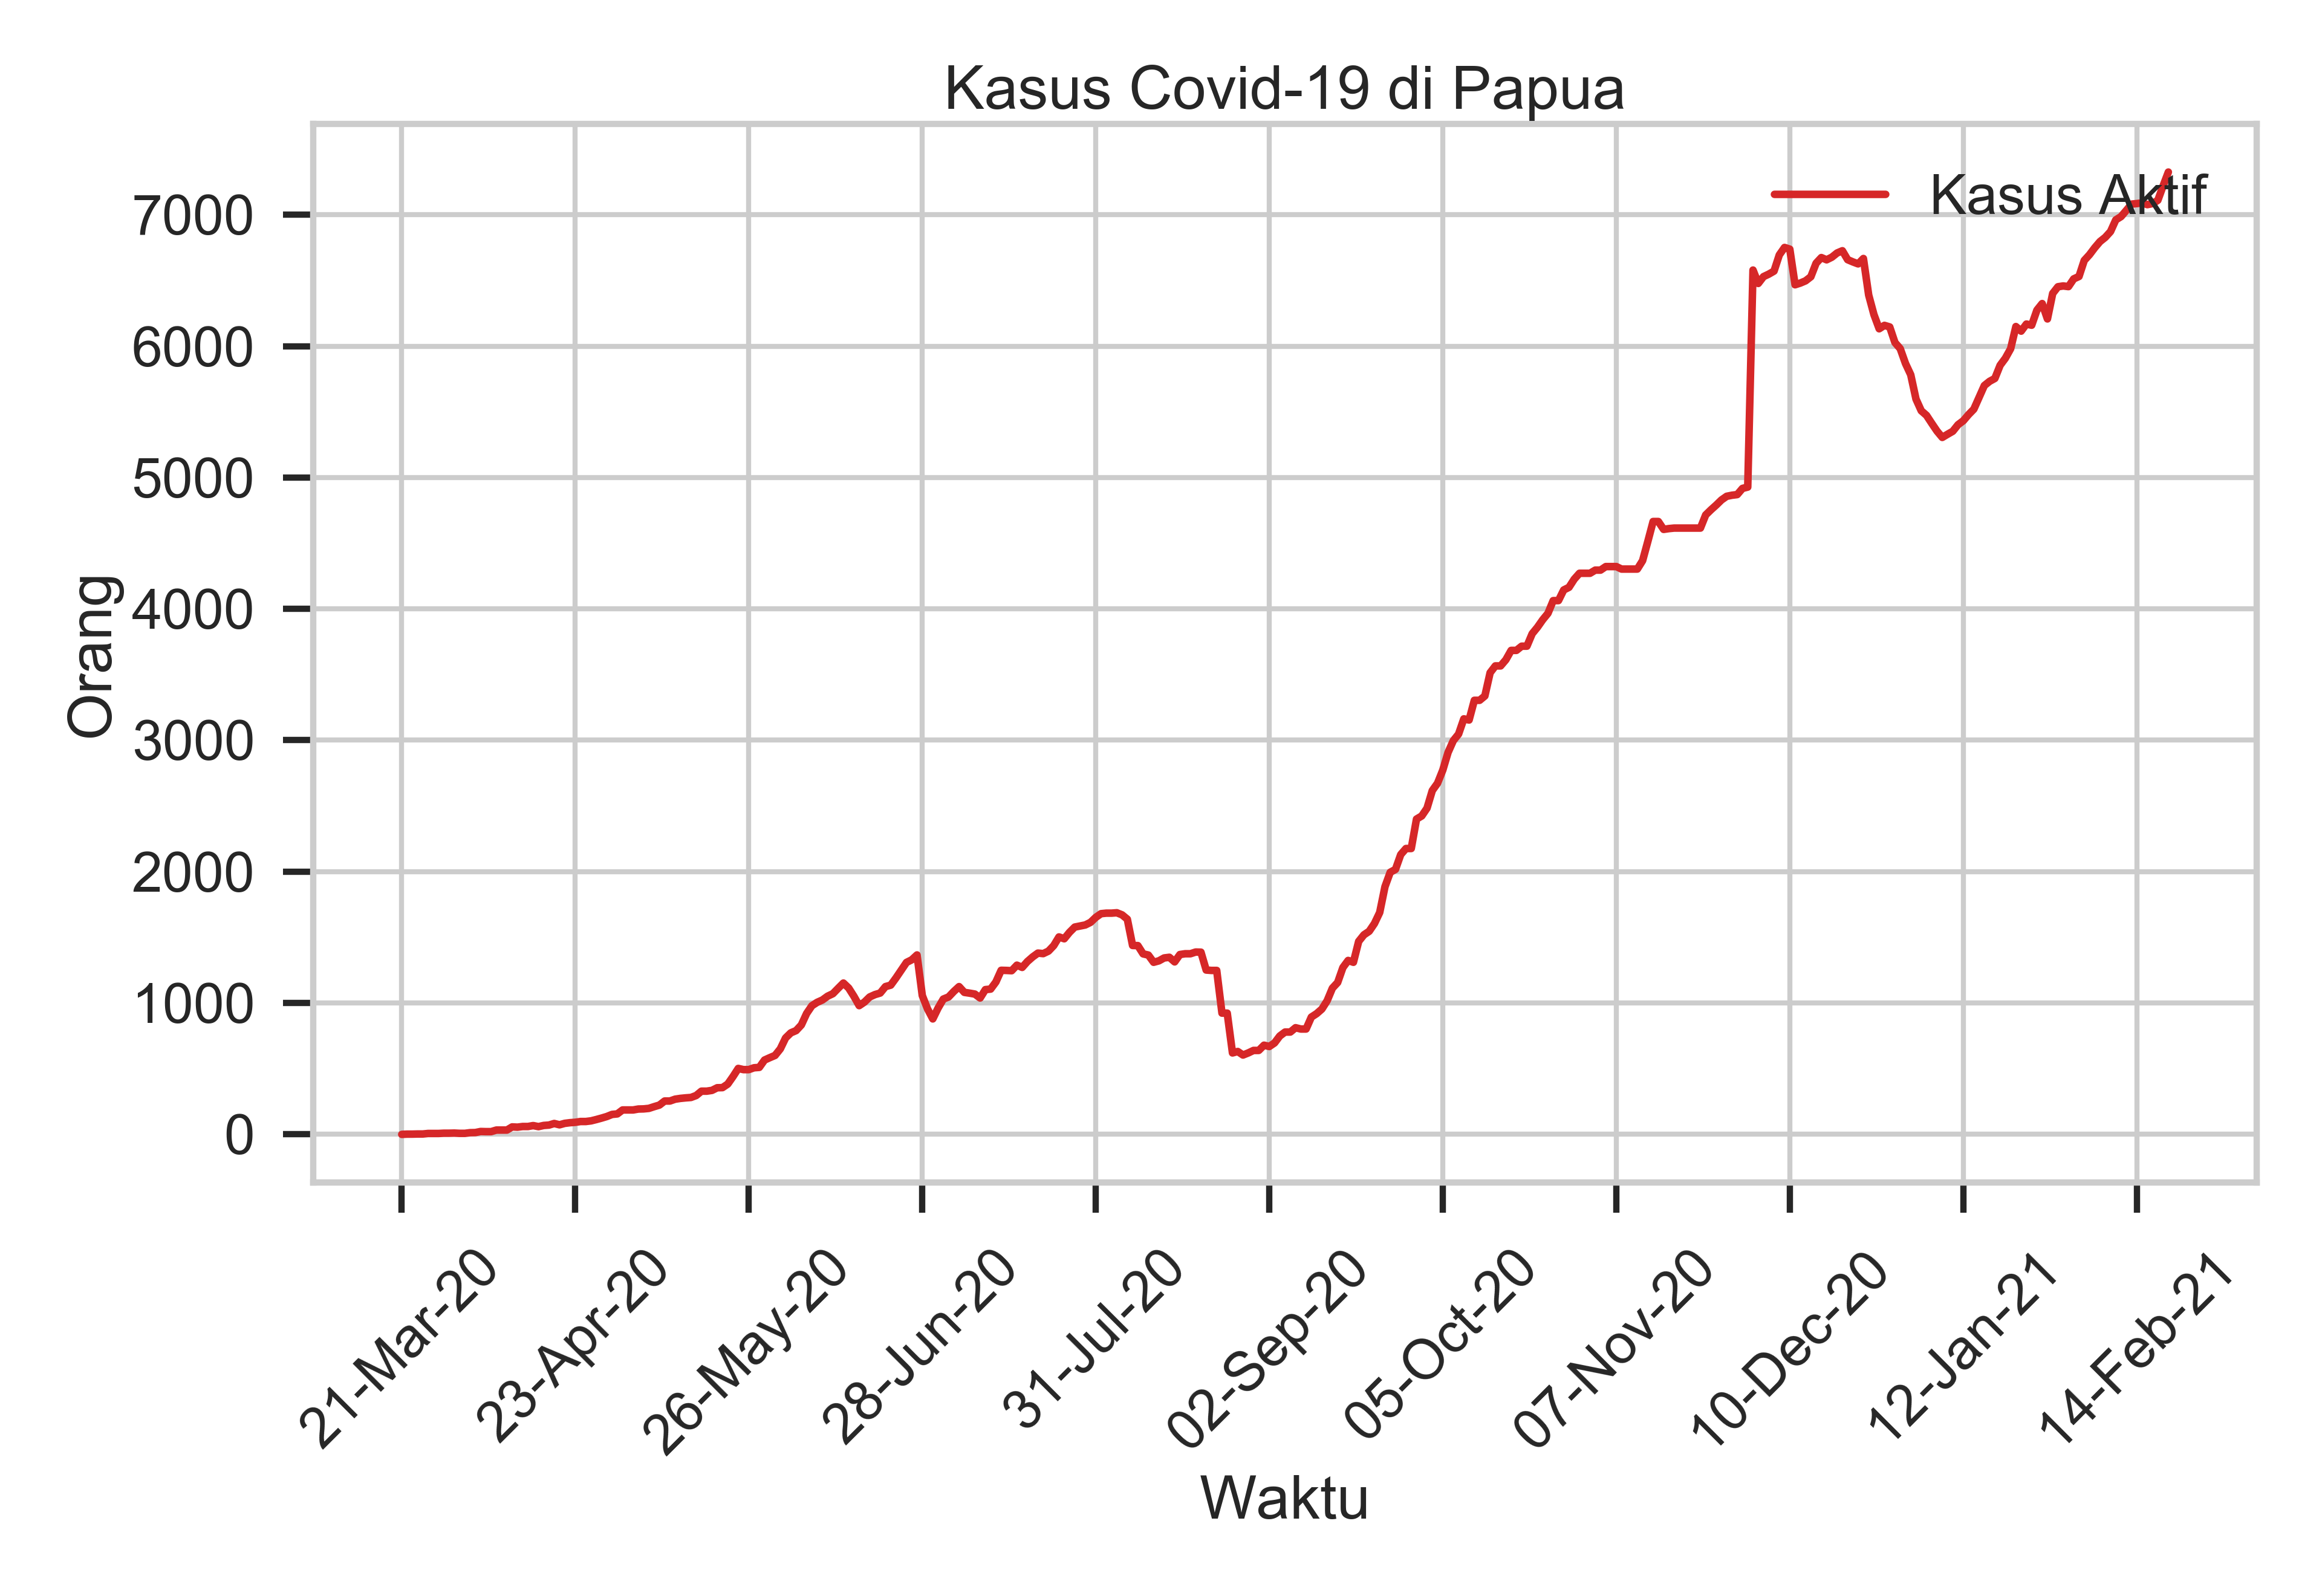 Kasus Covid-19 di Papua
Kasus Aktif
7000
6000
5000
4000
3000
2000
1000
0
Orang
21-Mar-20
23-Apr-20
26-May-20
28-Jun-20
31-Jul-20
02-Sep-20
05-Oct-20
07-Nov-20
10-Dec-20
12-Jan-21
14-Feb-21
Waktu